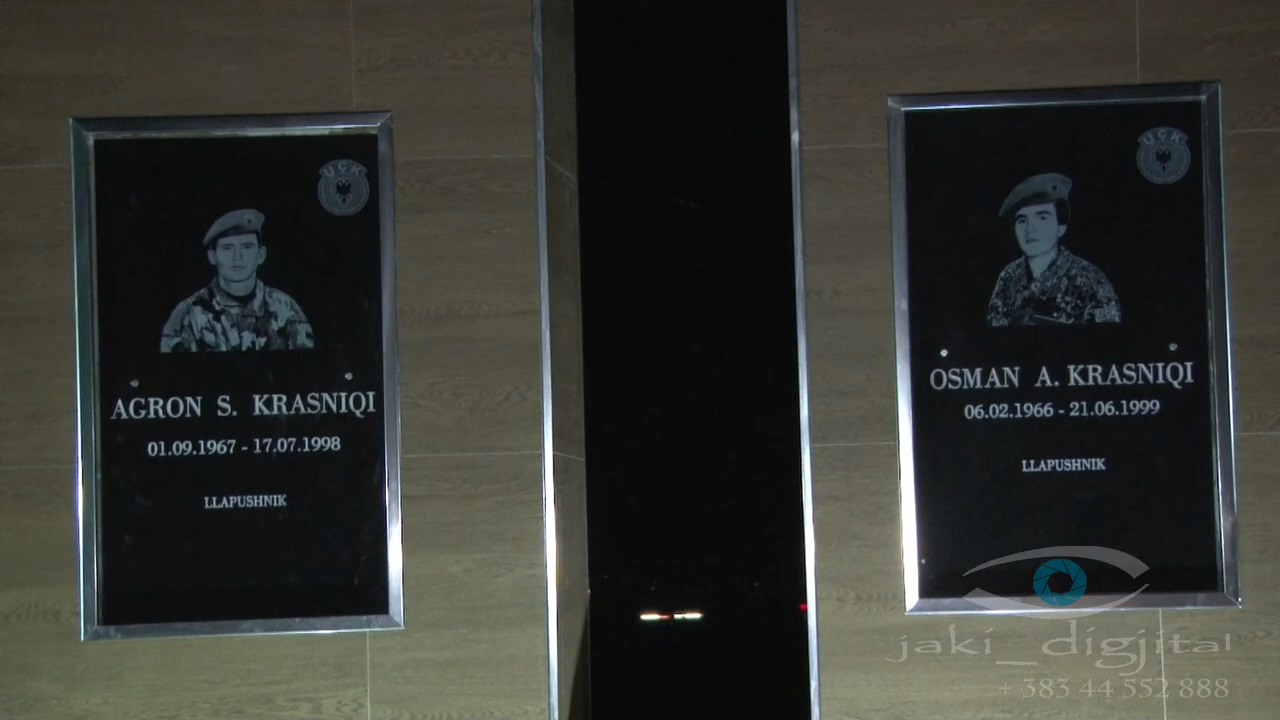 UÇK
AGRON S. KRASNIQI
01.09.1967 - 17.07.1998
LLAPUSHNIK
UÇK
OSMAN A. KRASNIQI
06.02.1966 - 21.06.1999
LLAPUSHNIK
jaki_digjital
+ 383 44 552 888